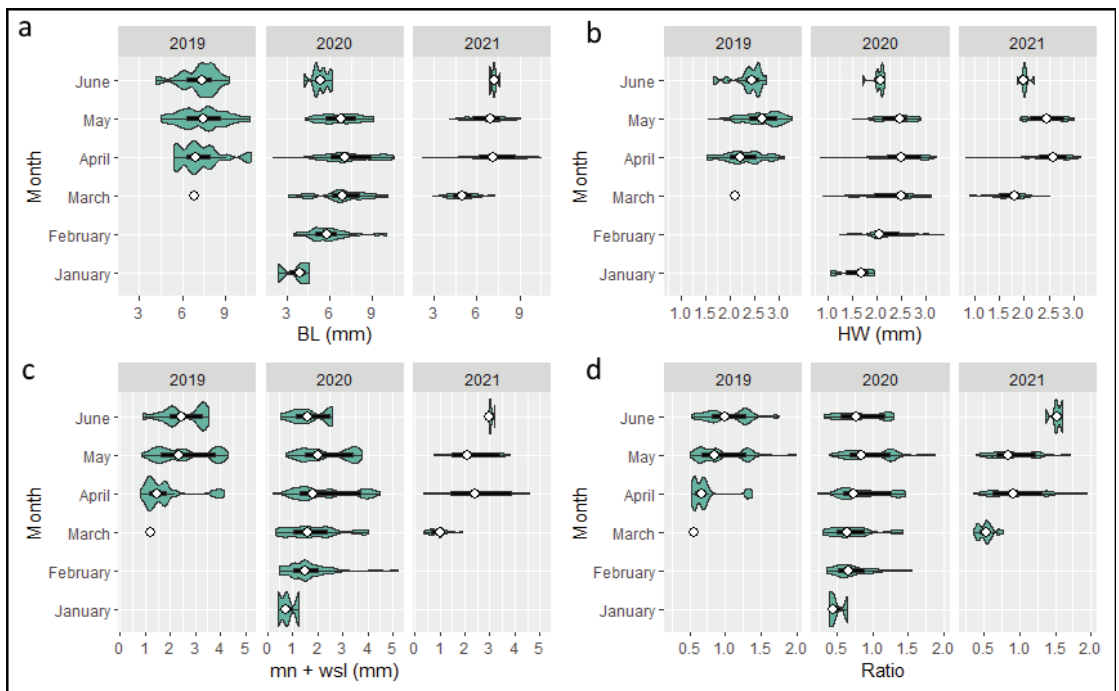 a
2019 2020 2021
June
May
April
March
February
January
Month
3 6 9 3 6 9 3 6 9
BL (mm)
b
2019 2020 2021
June
May
April
March
February
January
Month
1.0 1.5 2.0 2.5 3.0 1.0 1.5 2.0 2.5 3.0 1.0 1.5 2.0 2.5 3.0
HW (mm)
c
2019 2020 2021
June
May
April
March
February
January
Month
0 1 2 3 4 5 0 1 2 3 4 5 0 1 2 3 4 5
mn + wsl (mm)
d
2019 2020 2021
June
May
April
March
February
January
Month
0.5 1.0 1.5 2.0 0.5 1.0 1.5 2.0 0.5 1.0 1.5 2.0
Ratio